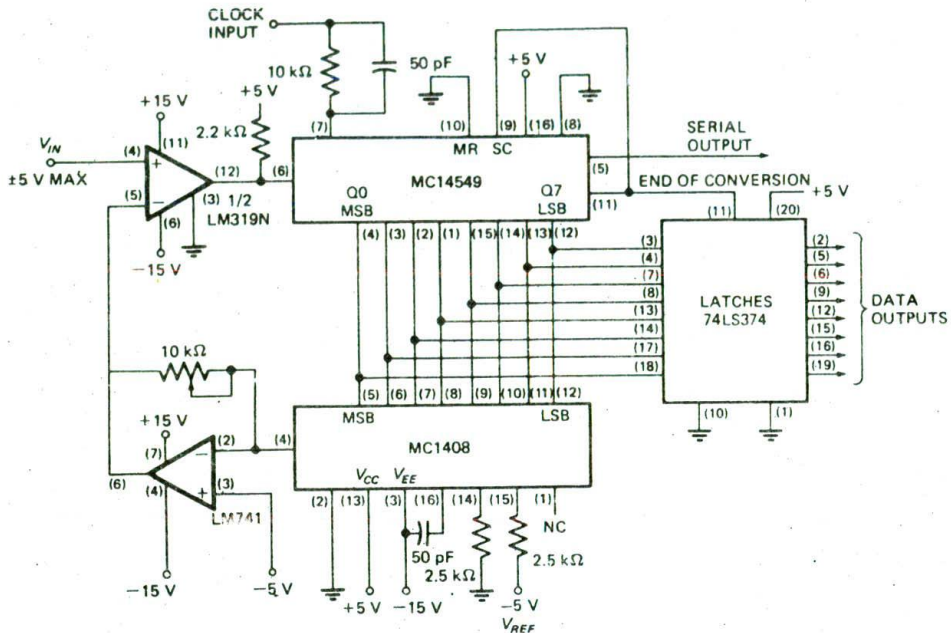 CLOCK
INPUT
10 kΩ
50 pF
+5 V
+5 V
+15 V
2.2 kΩ
V_IN
±5 V MAX
(4)
(11)
+
(12)
(5)
−
(3)
1/2
LM319N
(6)
−15 V
(6)
(7)
(10)
(9)
(16)
(8)
MR SC
MC14549
Q0
MSB
Q7
LSB
(5)
(11)
SERIAL
OUTPUT
END OF CONVERSION
+5 V
(4)
(3)
(2)
(1)
(15)
(14)
(13)
(12)
(11)
(20)
(3)
(4)
(7)
(8)
(13)
(14)
(17)
(18)
LATCHES
74LS374
(2)
(5)
(6)
(9)
(12)
(15)
(16)
(19)
DATA
OUTPUTS
(10)
(1)
10 kΩ
+15 V
(7)
(2)
−
(6)
(4)
+
(3)
LM741
−15 V
−5 V
(5)
(6)
(7)
(8)
(9)
(10)
(11)
(12)
MSB
LSB
(4)
MC1408
V_CC
V_EE
(2)
(13)
(3)
(16)
(14)
(15)
(1)
NC
50 pF
2.5 kΩ
2.5 kΩ
+5 V
−15 V
−5 V
V_REF